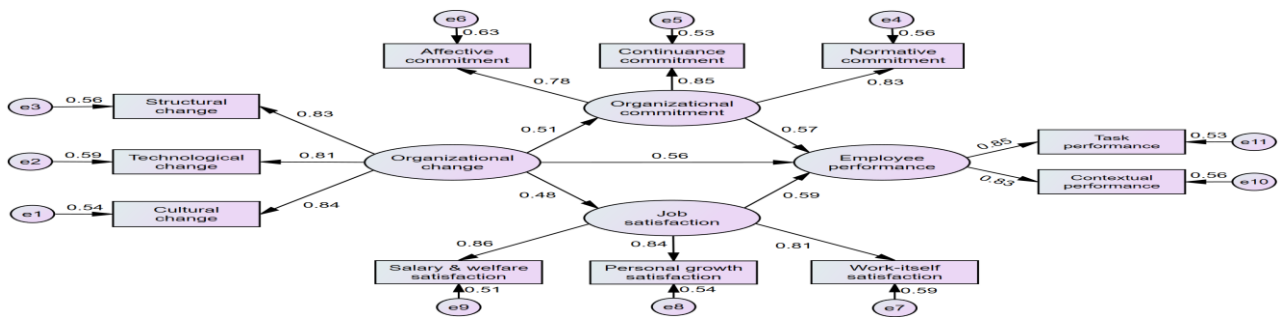 e6
e5
e4
0.63
0.53
0.56
Affective
commitment
Continuance
commitment
Normative
commitment
0.78
0.85
0.83
e3
0.56
Structural
change
0.83
Organizational
commitment
0.51
0.57
e2
0.59
Technological
change
0.81
Organizational
change
0.56
Employee
performance
0.85
Task
performance
0.53
e11
0.83
Contextual
performance
0.56
e10
e1
0.54
Cultural
change
0.84
0.48
0.59
Job
satisfaction
0.86
0.84
0.81
Salary & welfare
satisfaction
Personal growth
satisfaction
Work-itself
satisfaction
0.51
0.54
0.59
e9
e8
e7